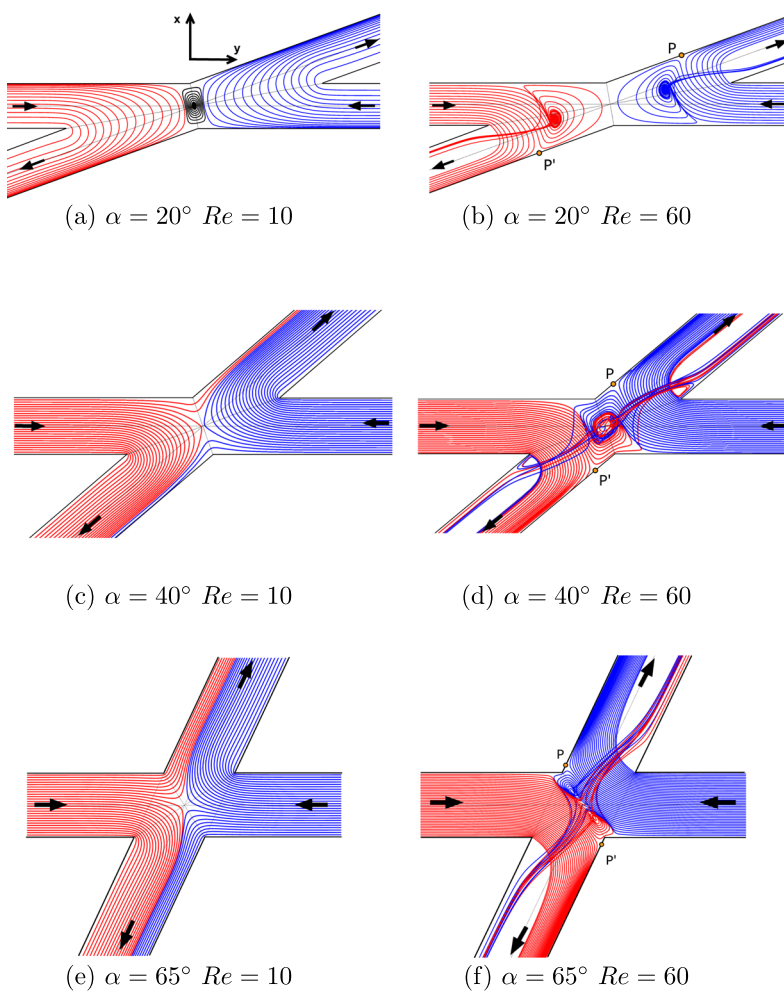 x
y
P
P'
(a) α = 20° Re = 10
(b) α = 20° Re = 60
P
P'
(c) α = 40° Re = 10
(d) α = 40° Re = 60
P
P'
(e) α = 65° Re = 10
(f) α = 65° Re = 60